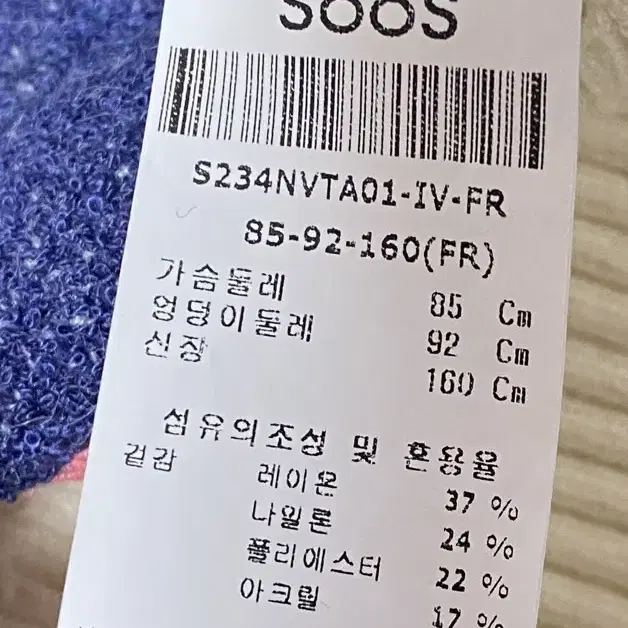 SOOS
S234NVTA01-IV-FR
85-92-160(FR)
가슴둘레 85 Cm
엉덩이둘레 92 Cm
신장 160 Cm
섬유의조성 및 혼용율
겉감 레이온 37 %
나일론 24 %
폴리에스터 22 %
아크릴 17 %